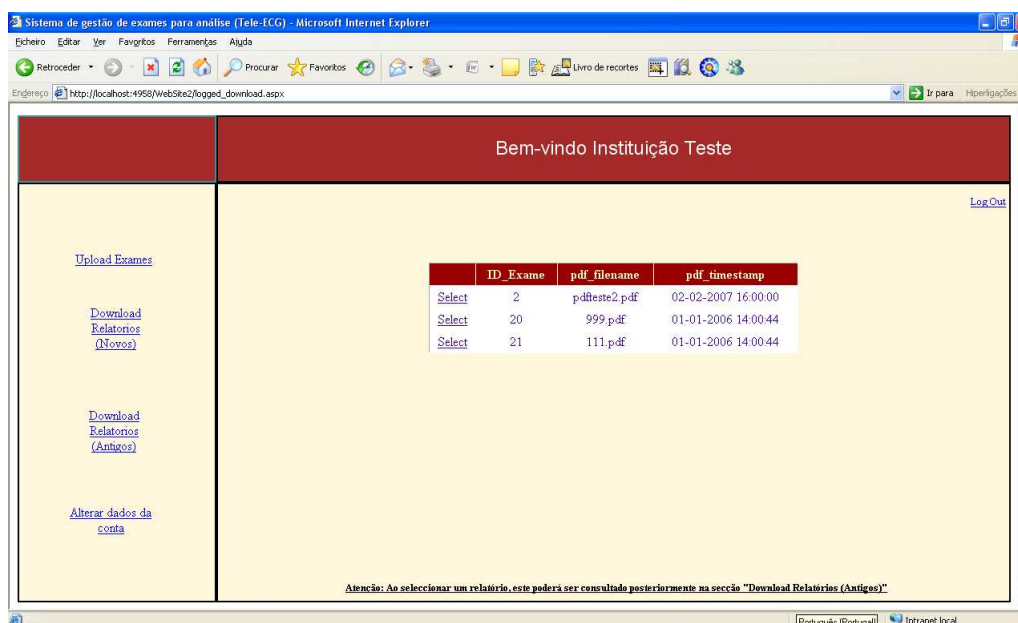 Sistema de gestão de exames para análise (Tele-ECG) - Microsoft Internet Explorer
Ficheiro Editar Ver Favoritos Ferramentas Ajuda
Retroceder Procurar Favoritos Livro de recortes
Endereço http://localhost:4958/WebSite2/logged_download.aspx Ir para Hiperligações
Bem-vindo Instituição Teste
LogOut
Upload Exames
Download
Relatorios
(Novos)
Download
Relatorios
(Antigos)
Alterar dados da
conta
ID_Exame pdf_filename pdf_timestamp
Select 2 pdfteste2.pdf 02-02-2007 16:00:00
Select 20 999.pdf 01-01-2006 14:00:44
Select 21 111.pdf 01-01-2006 14:00:44
Atenção: Ao seleccionar um relatório, este poderá ser consultado posteriormente na secção "Download Relatórios (Antigos)"
Português (Portugal) Intranet local